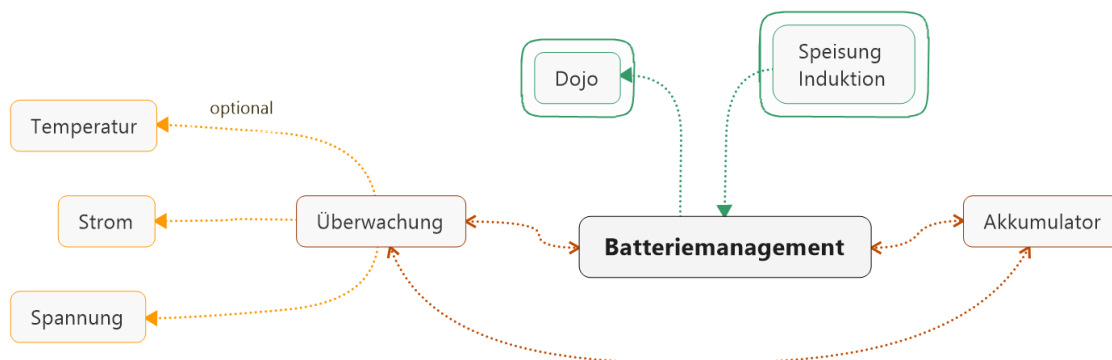 Speisung
Induktion
Dojo
optional
Temperatur
Strom
Überwachung
Batteriemanagement
Akkumulator
Spannung